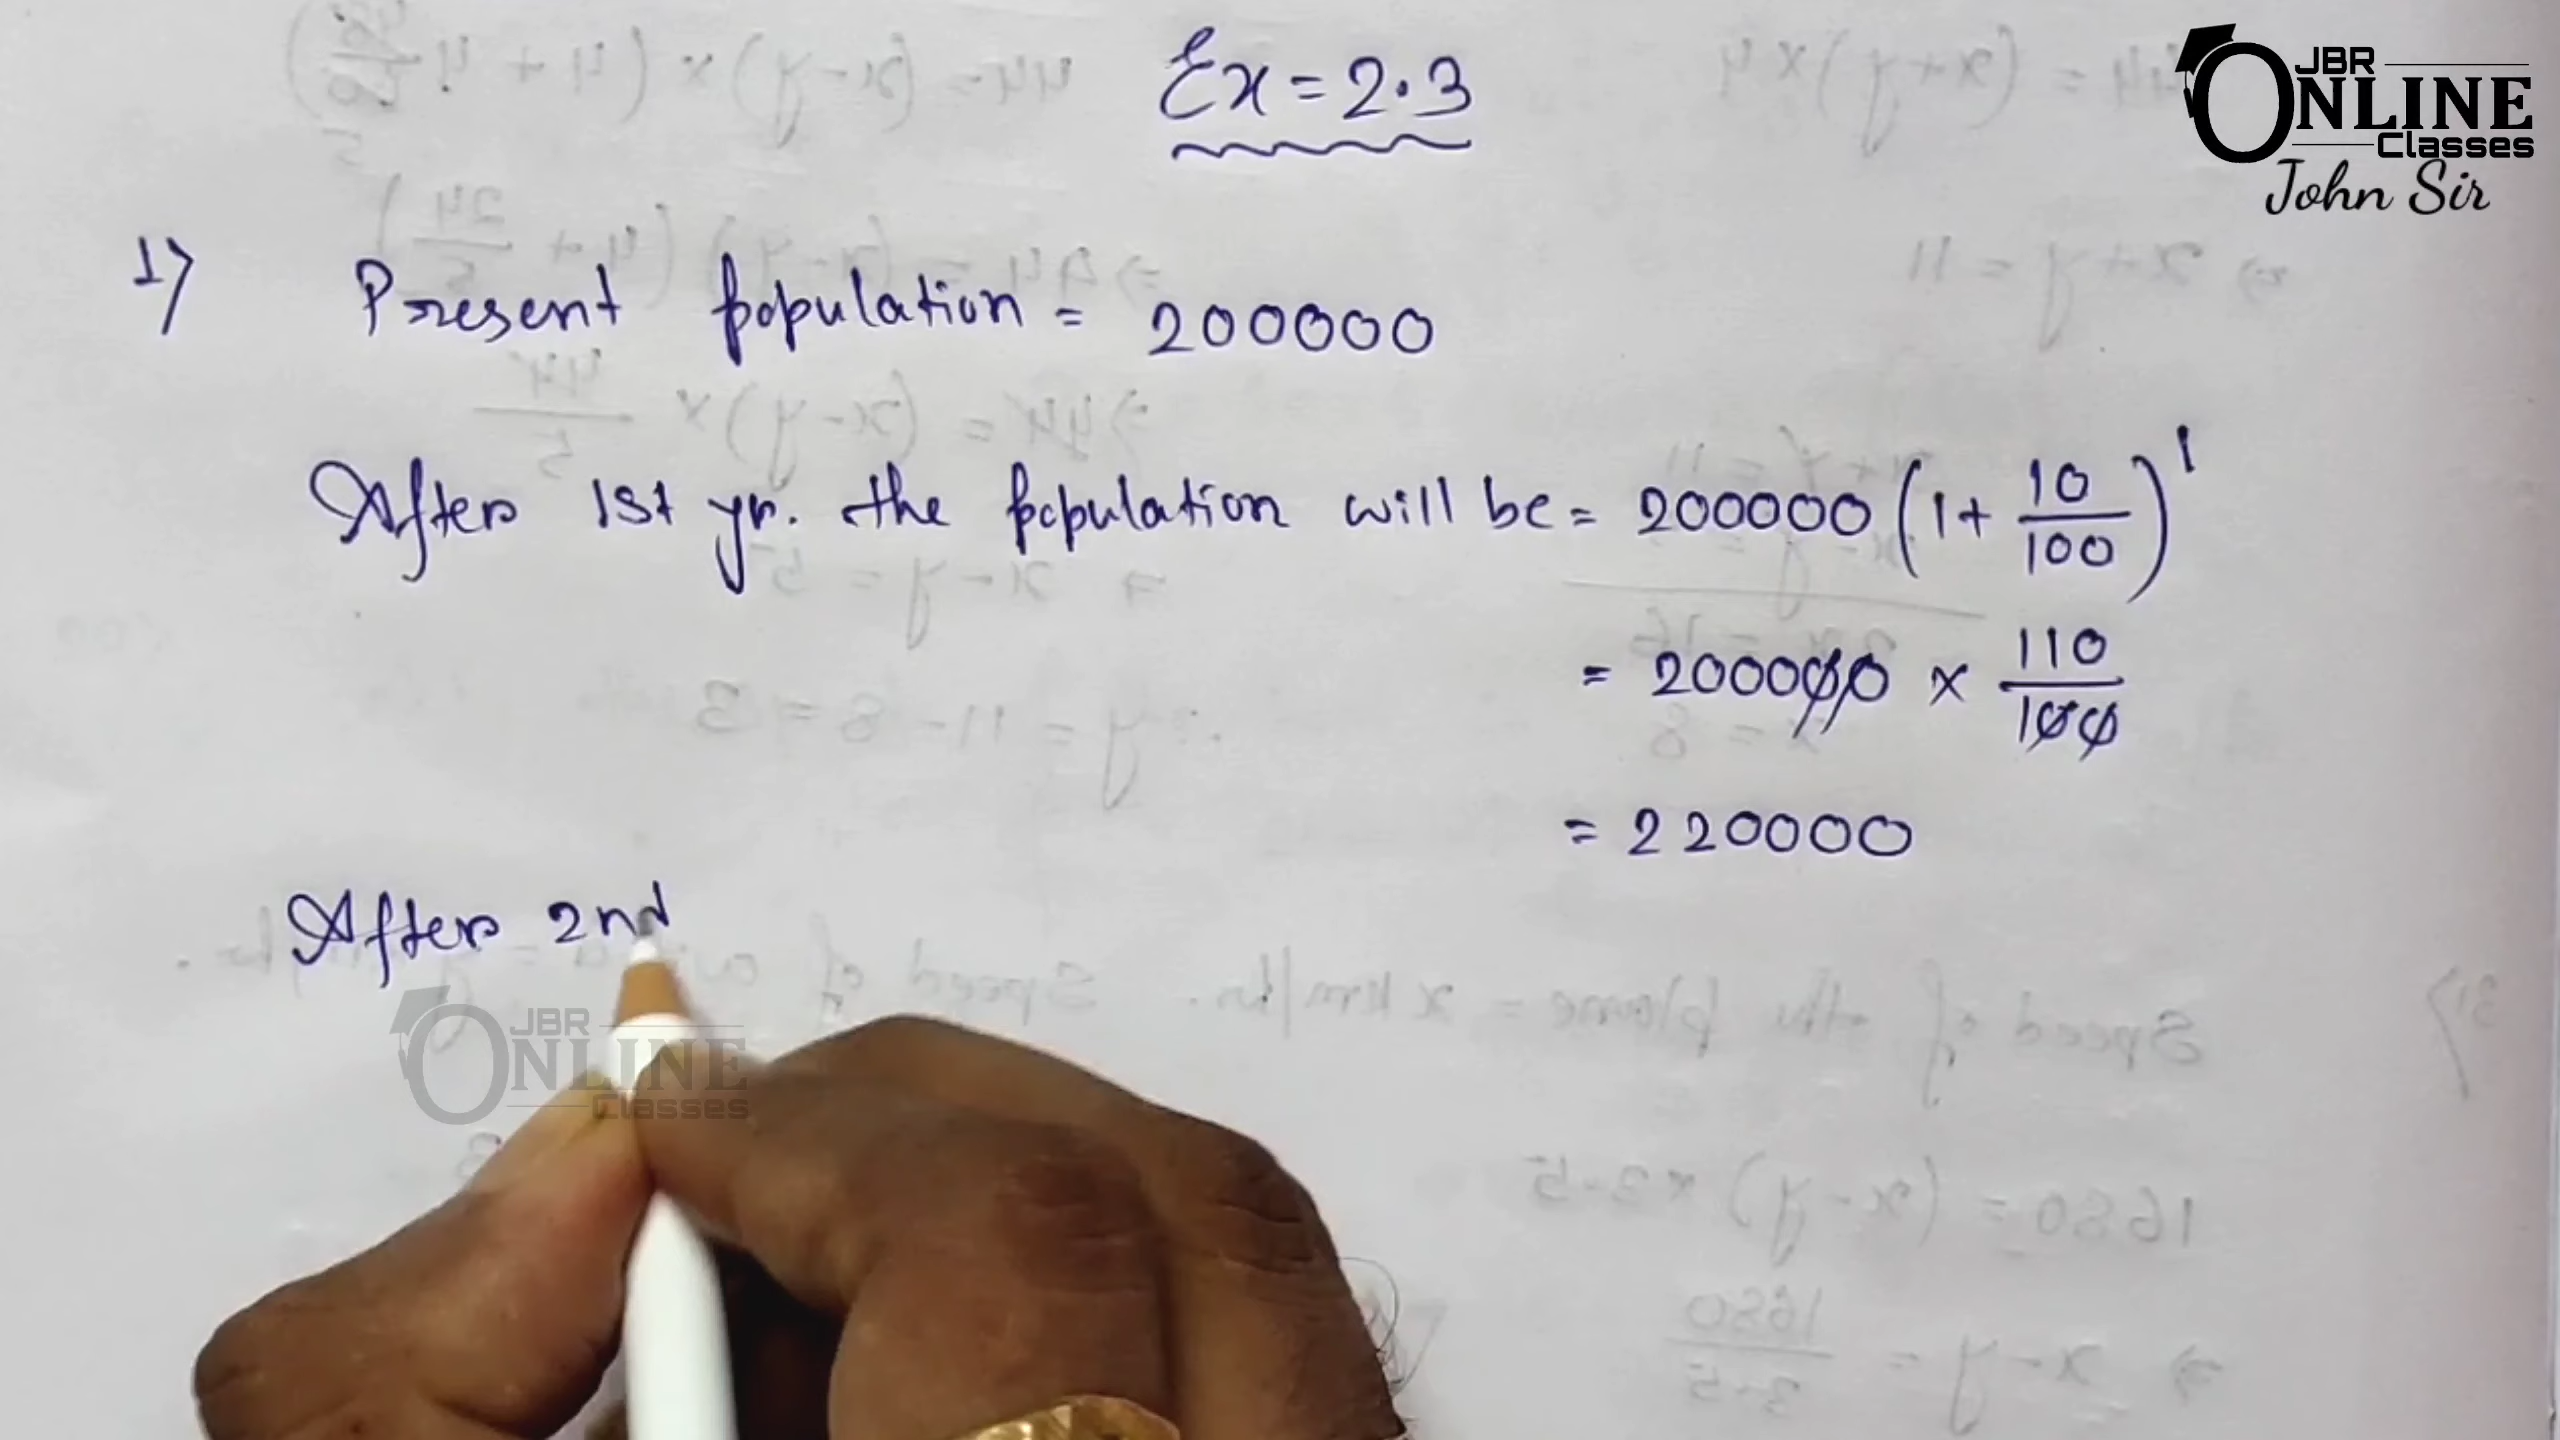 Ex = 2.3
JBR
ONLINE
Classes
John Sir
1) Present population = 200000
After 1st yr. the population will be = 200000 (1 + 10/100)^1
= 200000 × 110/100
= 220000
After 2nd
JBR
ONLINE
Classes